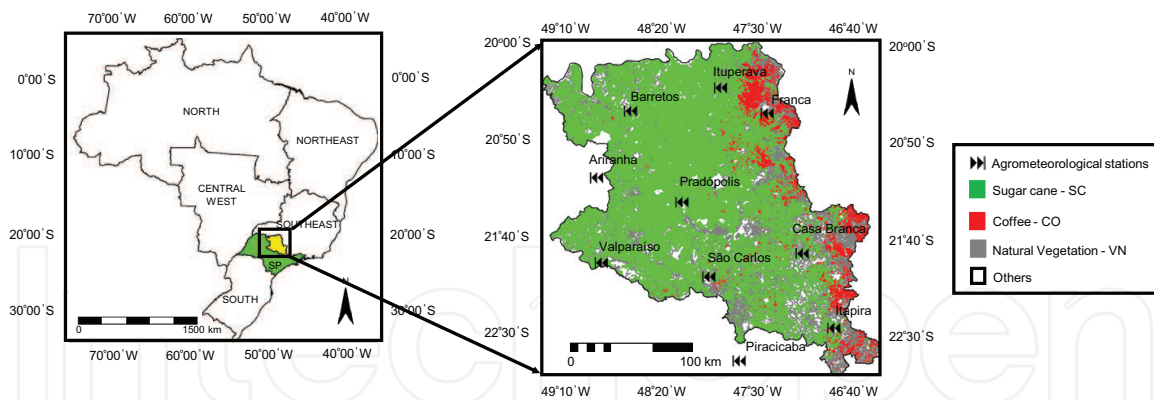 70°00´W 60°00´W 50°00´W 40°00´W
0°00´S 0°00´S
10°00´S 10°00´S
20°00´S 20°00´S
30°00´S 30°00´S
NORTH
NORTHEAST
CENTRAL
WEST
SOUTHEAST
SP
SOUTH
N
0 1500 km
70°00´W 60°00´W 50°00´W 40°00´W
49°10´W 48°20´W 47°30´W 46°40´W
20°00´S 20º00´S
20°50´S 20°50´S
21°40´S 21°40´S
22°30´S 22°30´S
Ituperava
Barretos
Franca
Ariranha
Pradópolis
Casa Branca
Valparaíso
São Carlos
Itapira
Piracicaba
N
0 100 km
49°10´W 48°20´W 47°30´W 46°40´W
Agrometeorological stations
Sugar cane - SC
Coffee - CO
Natural Vegetation - VN
Others